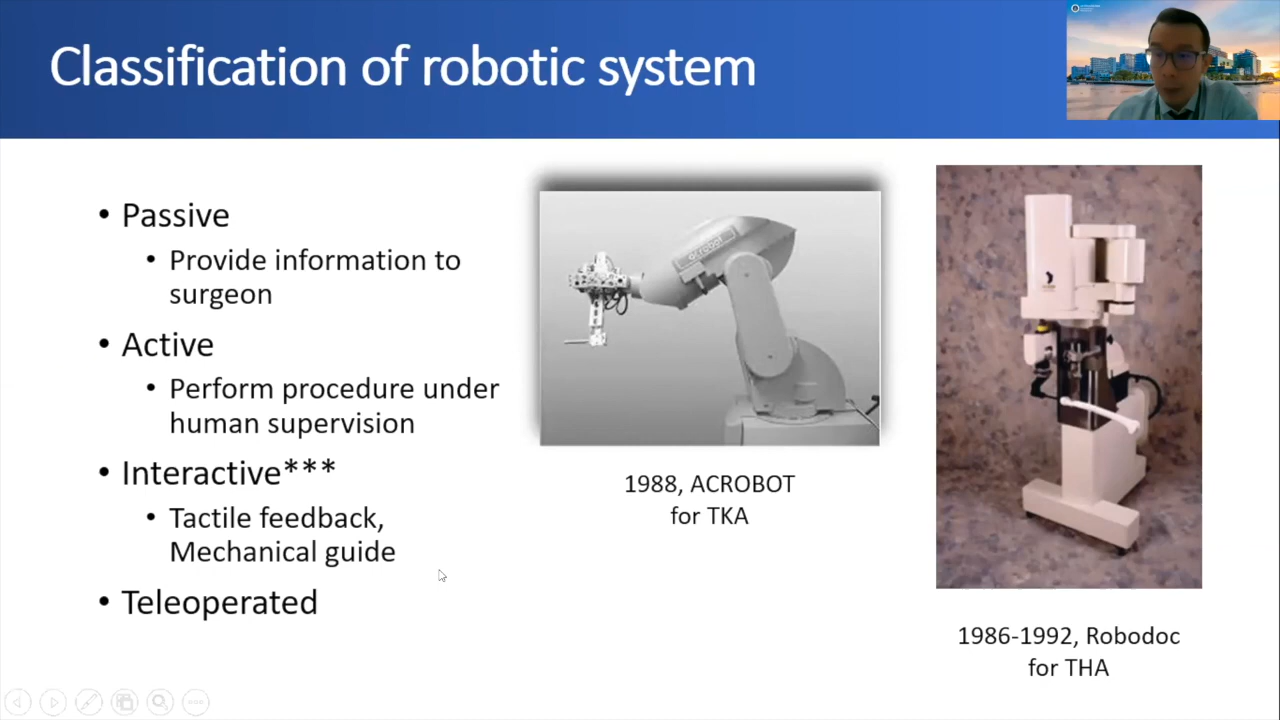 Classification of robotic system
• Passive
• Provide information to
surgeon
• Active
• Perform procedure under
human supervision
• Interactive***
• Tactile feedback,
Mechanical guide
• Teleoperated
acrobot
1988, ACROBOT
for TKA
1986-1992, Robodoc
for THA